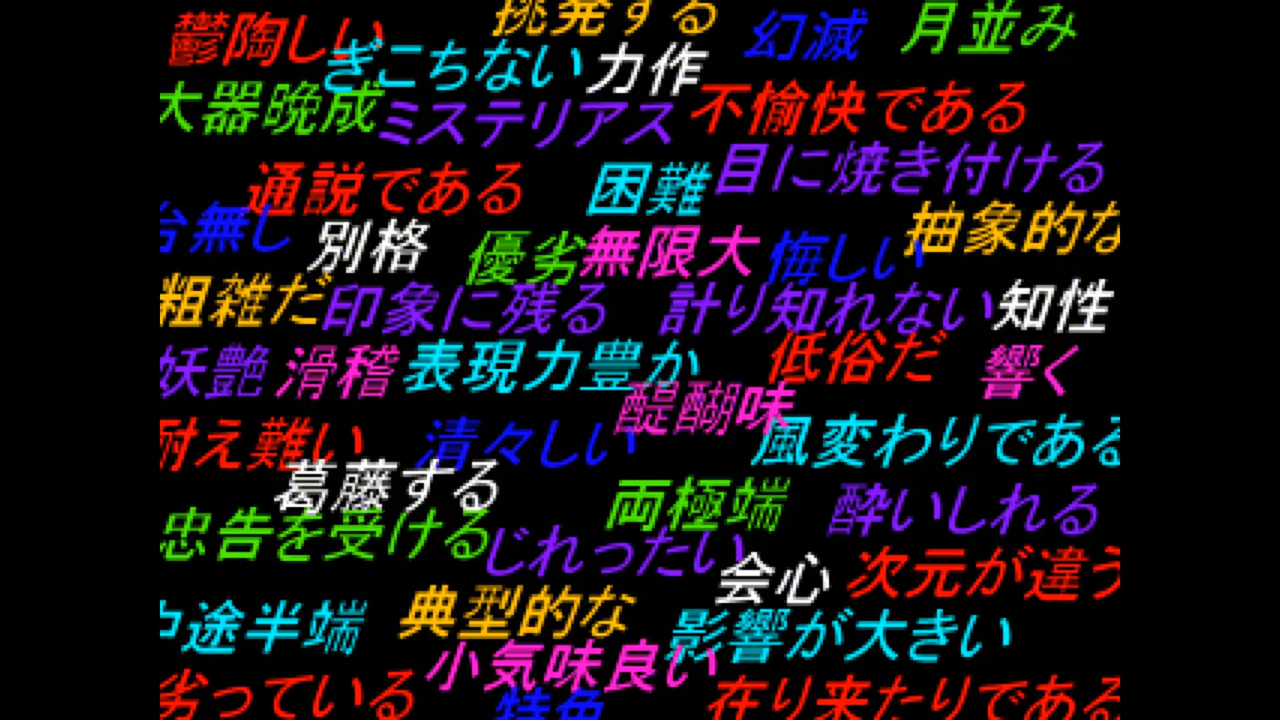 鬱陶しい
挑発する
幻滅
月並み
ぎこちない
力作
大器晩成
ミステリアス
不愉快である
通説である
困難
目に焼き付ける
台無し
別格
優劣
無限大
悔しい
抽象的な
粗雑だ
印象に残る
計り知れない
知性
妖艶
滑稽
表現力豊か
低俗だ
響く
醍醐味
耐え難い
清々しい
風変わりである
葛藤する
両極端
酔いしれる
忠告を受ける
じれったい
会心
次元が違う
中途半端
典型的な
影響が大きい
小気味良い
劣っている
特色
在り来たりである